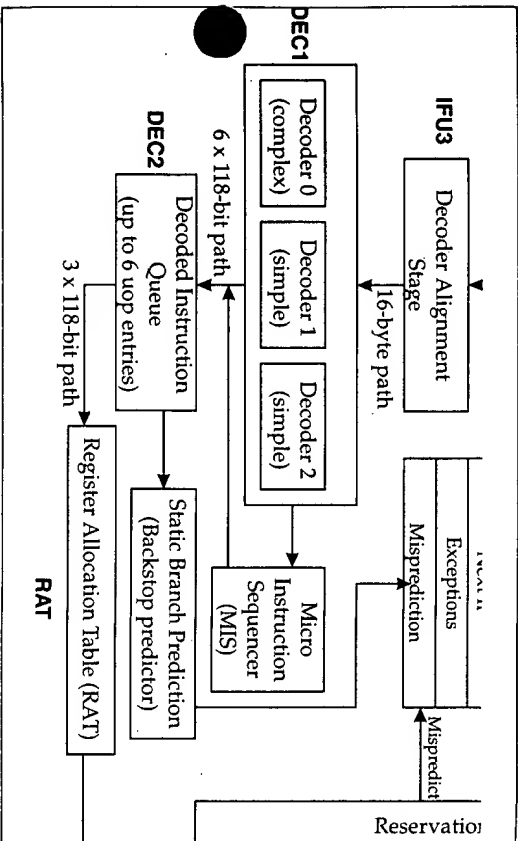 IFU3
Decoder Alignment
Stage
16-byte path
DEC1
Decoder 0
(complex)
Decoder 1
(simple)
Decoder 2
(simple)
6 x 118-bit path
Micro
Instruction
Sequencer
(MIS)
DEC2
Decoded Instruction
Queue
(up to 6 uop entries)
3 x 118-bit path
Static Branch Prediction
(Backstop predictor)
Register Allocation Table (RAT)
RAT
Exceptions
Misprediction
Mispredict
Reservation